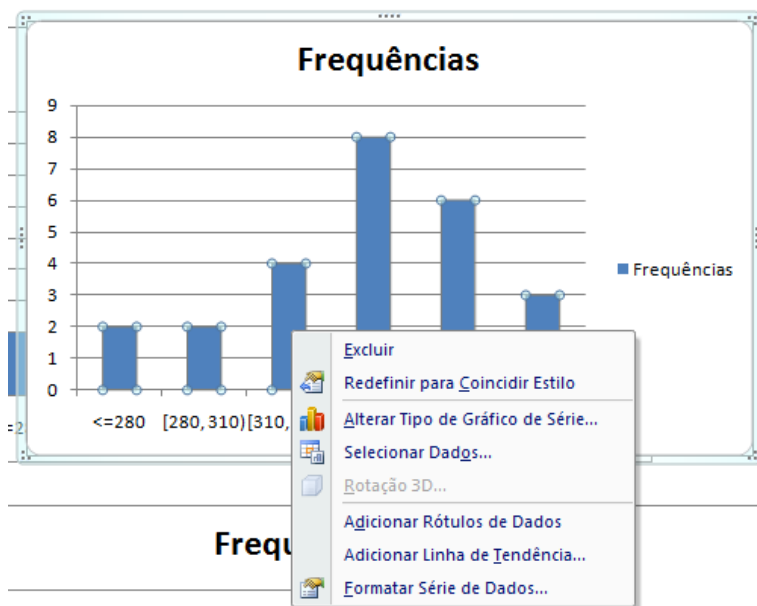 Frequências
9
8
7
6
5
4
3
2
1
0
<=280 [280, 310) [310,
Frequências
Excluir
Redefinir para Coincidir Estilo
Alterar Tipo de Gráfico de Série...
Selecionar Dados...
Rotação 3D...
Adicionar Rótulos de Dados
Adicionar Linha de Tendência...
Formatar Série de Dados...
=2
Frequ